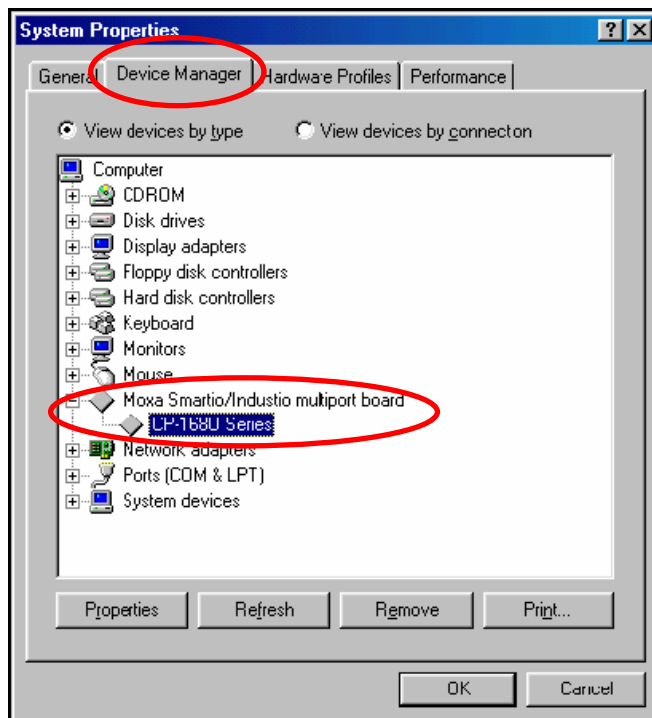 System Properties
General Device Manager Hardware Profiles Performance
View devices by type View devices by connecton
Computer
CDROM
Disk drives
Display adapters
Floppy disk controllers
Hard disk controllers
Keyboard
Monitors
Mouse
Moxa Smartio/Industio multiport board
CP-168U Series
Network adapters
Ports (COM & LPT)
System devices
Properties Refresh Remove Print...
OK Cancel